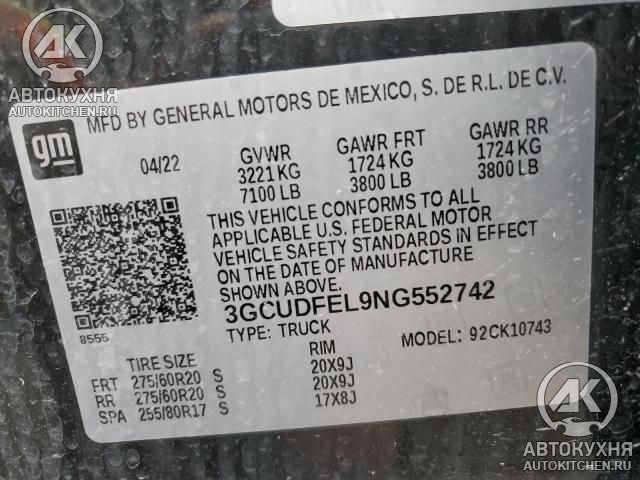 АК
АВТОКУХНЯ
AUTOKITCHEN.RU
gm
MFD BY GENERAL MOTORS DE MEXICO, S. DE R.L. DE C.V.
04/22 GVWR GAWR FRT GAWR RR
3221 KG 1724 KG 1724 KG
7100 LB 3800 LB 3800 LB
THIS VEHICLE CONFORMS TO ALL
APPLICABLE U.S. FEDERAL MOTOR
VEHICLE SAFETY STANDARDS IN EFFECT
ON THE DATE OF MANUFACTURE
SHOWN ABOVE.
8555
3GCUDFEL9NG552742
TYPE: TRUCK MODEL: 92CK10743
TIRE SIZE RIM
FRT 275/60R20 S 20X9J
RR 275/60R20 S 20X9J
SPA 255/80R17 S 17X8J
АК
АВТОКУХНЯ
AUTOKITCHEN.RU